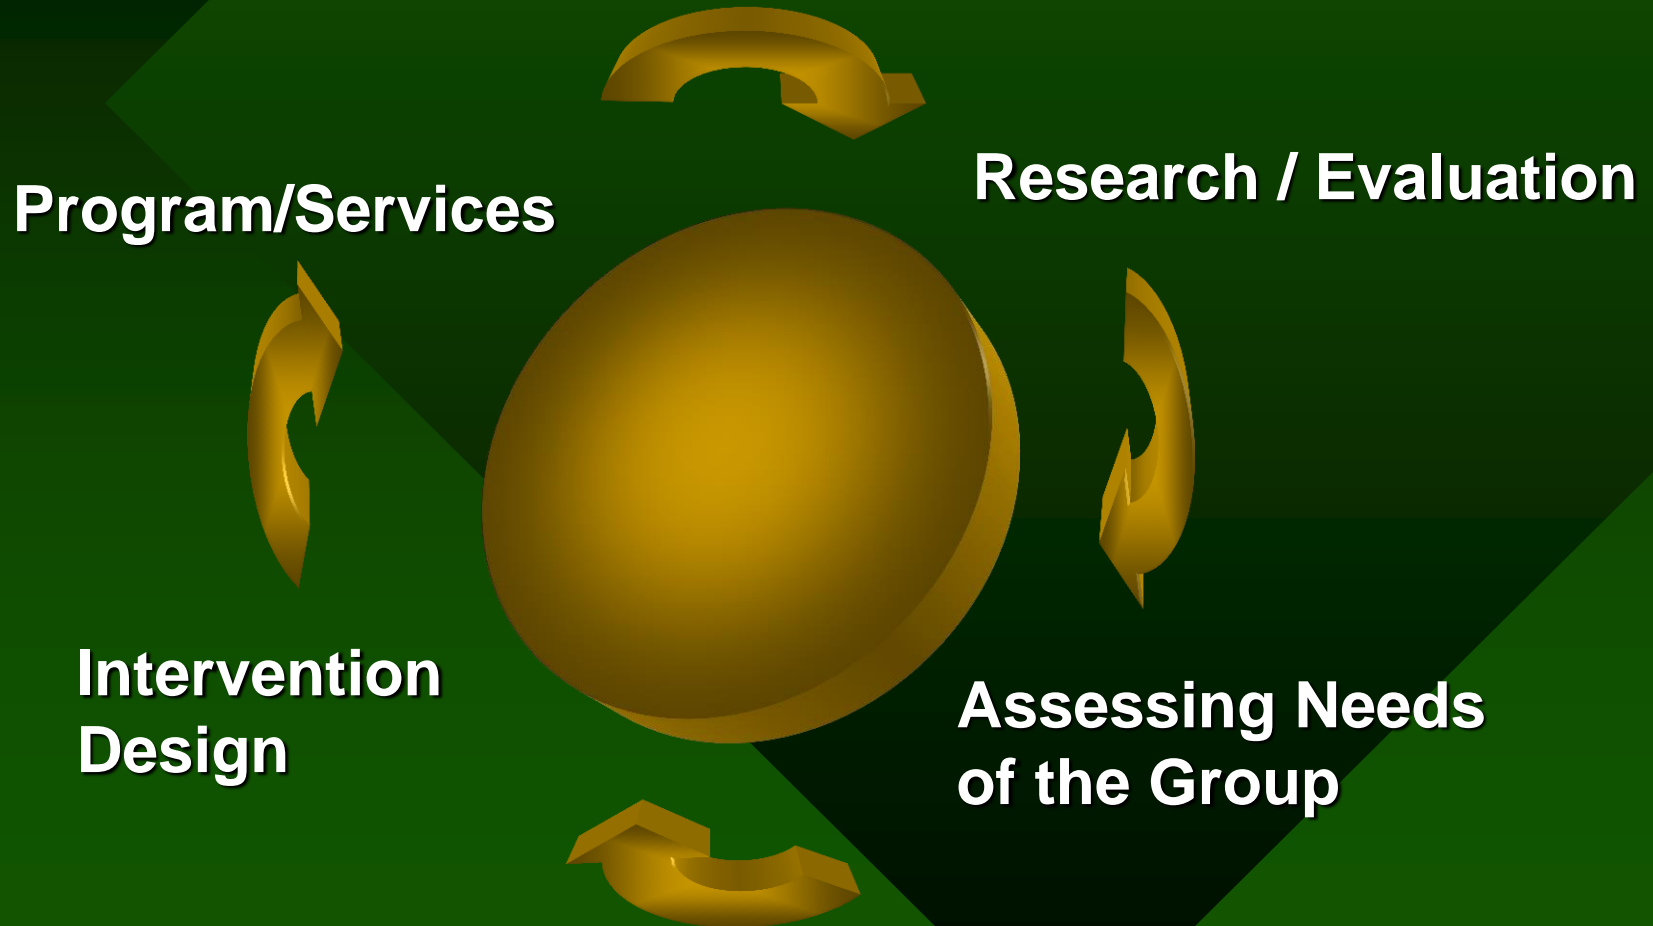 Program/Services
Research / Evaluation
Intervention
Design
Assessing Needs
of the Group